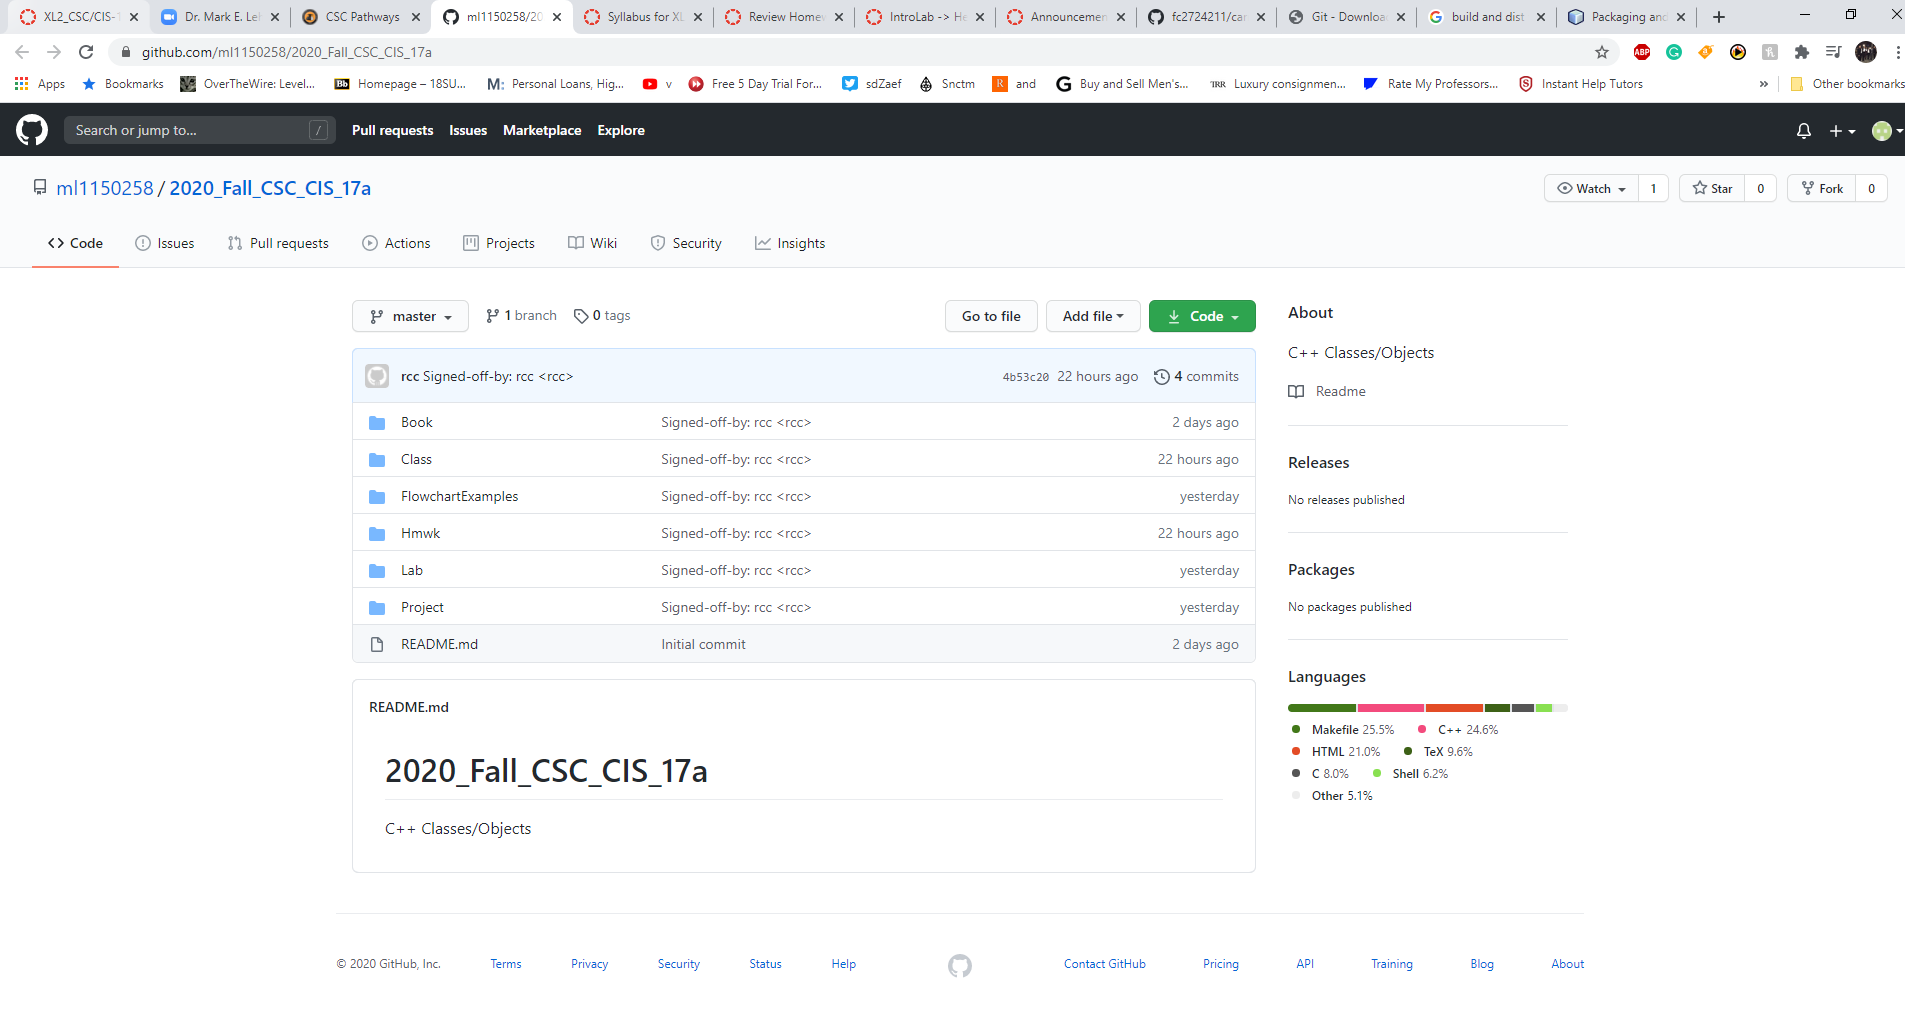 XL2_CSC/CIS-1
Dr. Mark E. Le
CSC Pathways
ml1150258/20
Syllabus for XL
Review Homew
IntroLab -> He
Announcemen
fc2724211/car
Git - Downloa
build and dist
Packaging and
github.com/ml1150258/2020_Fall_CSC_CIS_17a
ABP
Apps
Bookmarks
OverTheWire: Level...
Bb Homepage – 18SU...
M: Personal Loans, Hig...
v
Free 5 Day Trial For...
sdZaef
Snctm
R and
G Buy and Sell Men's...
TRR Luxury consignmen...
Rate My Professors...
Instant Help Tutors
»
Other bookmarks
Search or jump to... /
Pull requests Issues Marketplace Explore
ml1150258 / 2020_Fall_CSC_CIS_17a
Watch 1 Star 0 Fork 0
Code Issues Pull requests Actions Projects Wiki Security Insights
master 1 branch 0 tags Go to file Add file Code
rcc Signed-off-by: rcc <rcc> 4b53c20 22 hours ago 4 commits
Book Signed-off-by: rcc <rcc> 2 days ago
Class Signed-off-by: rcc <rcc> 22 hours ago
FlowchartExamples Signed-off-by: rcc <rcc> yesterday
Hmwk Signed-off-by: rcc <rcc> 22 hours ago
Lab Signed-off-by: rcc <rcc> yesterday
Project Signed-off-by: rcc <rcc> yesterday
README.md Initial commit 2 days ago
README.md
2020_Fall_CSC_CIS_17a
C++ Classes/Objects
About
C++ Classes/Objects
Readme
Releases
No releases published
Packages
No packages published
Languages
Makefile 25.5% C++ 24.6%
HTML 21.0% TeX 9.6%
C 8.0% Shell 6.2%
Other 5.1%
© 2020 GitHub, Inc. Terms Privacy Security Status Help Contact GitHub Pricing API Training Blog About